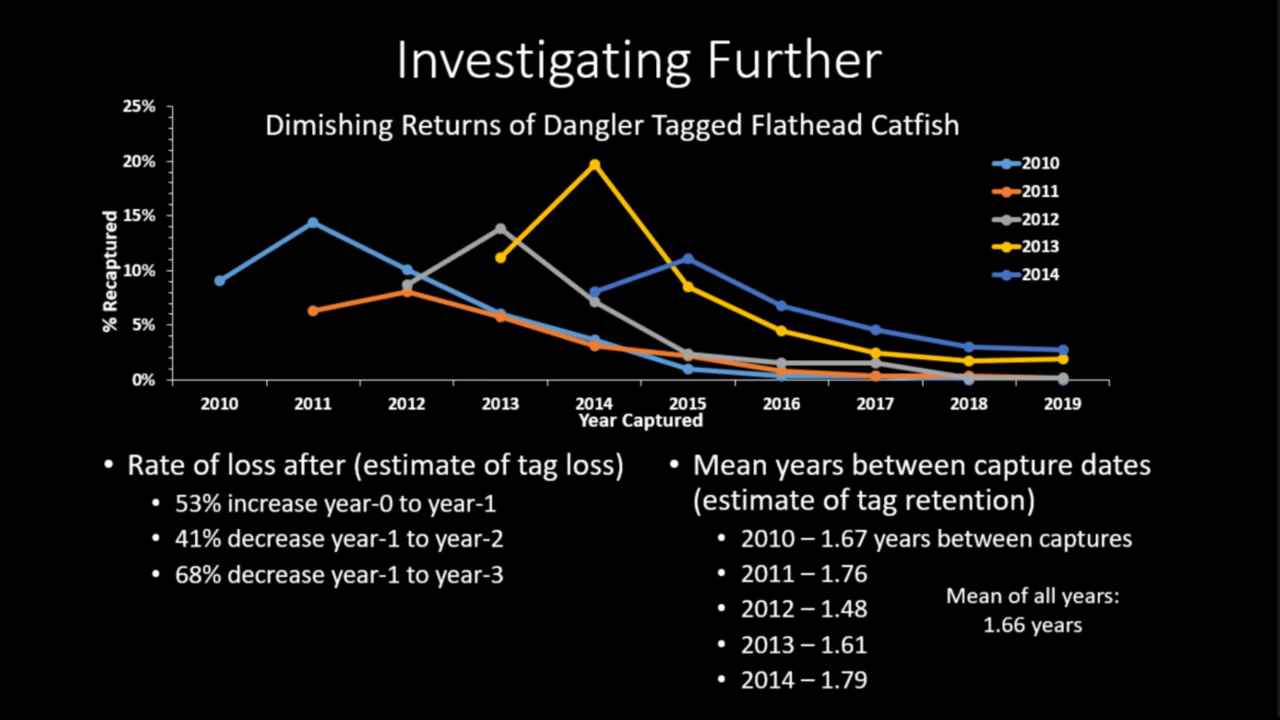 Investigating Further
Dimishing Returns of Dangler Tagged Flathead Catfish
25%
20%
15%
10%
5%
0%
% Recaptured
2010
2011
2012
2013
2014
2010 2011 2012 2013 2014 2015 2016 2017 2018 2019
Year Captured
• Rate of loss after (estimate of tag loss)
• 53% increase year-0 to year-1
• 41% decrease year-1 to year-2
• 68% decrease year-1 to year-3
• Mean years between capture dates
(estimate of tag retention)
• 2010 – 1.67 years between captures
• 2011 – 1.76
• 2012 – 1.48
• 2013 – 1.61
• 2014 – 1.79
Mean of all years:
1.66 years